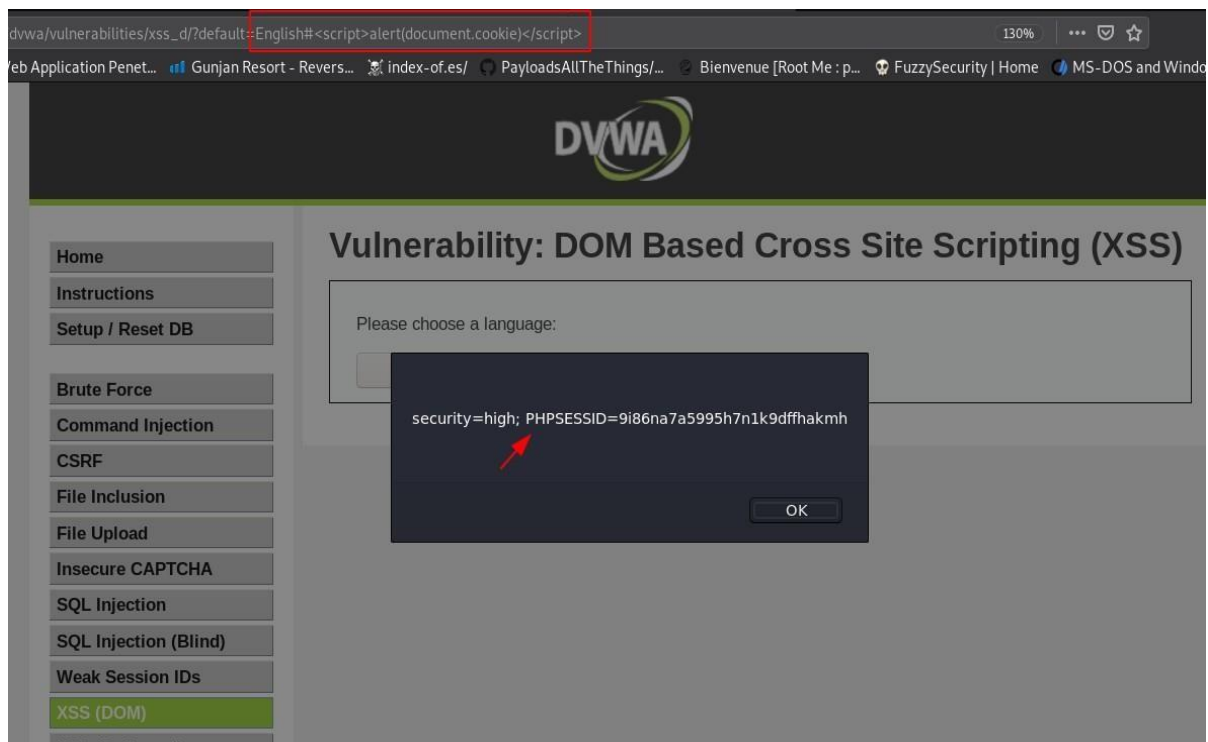 dvwa/vulnerabilities/xss_d/?default=English#<script>alert(document.cookie)</script>
130%
eb Application Penet... Gunjan Resort - Revers... index-of.es/ PayloadsAllTheThings/... Bienvenue [Root Me : p... FuzzySecurity | Home MS-DOS and Windo
DVWA
Vulnerability: DOM Based Cross Site Scripting (XSS)
Home
Instructions
Setup / Reset DB
Brute Force
Command Injection
CSRF
File Inclusion
File Upload
Insecure CAPTCHA
SQL Injection
SQL Injection (Blind)
Weak Session IDs
XSS (DOM)
Please choose a language:
security=high; PHPSESSID=9i86na7a5995h7n1k9dffhakmh
OK